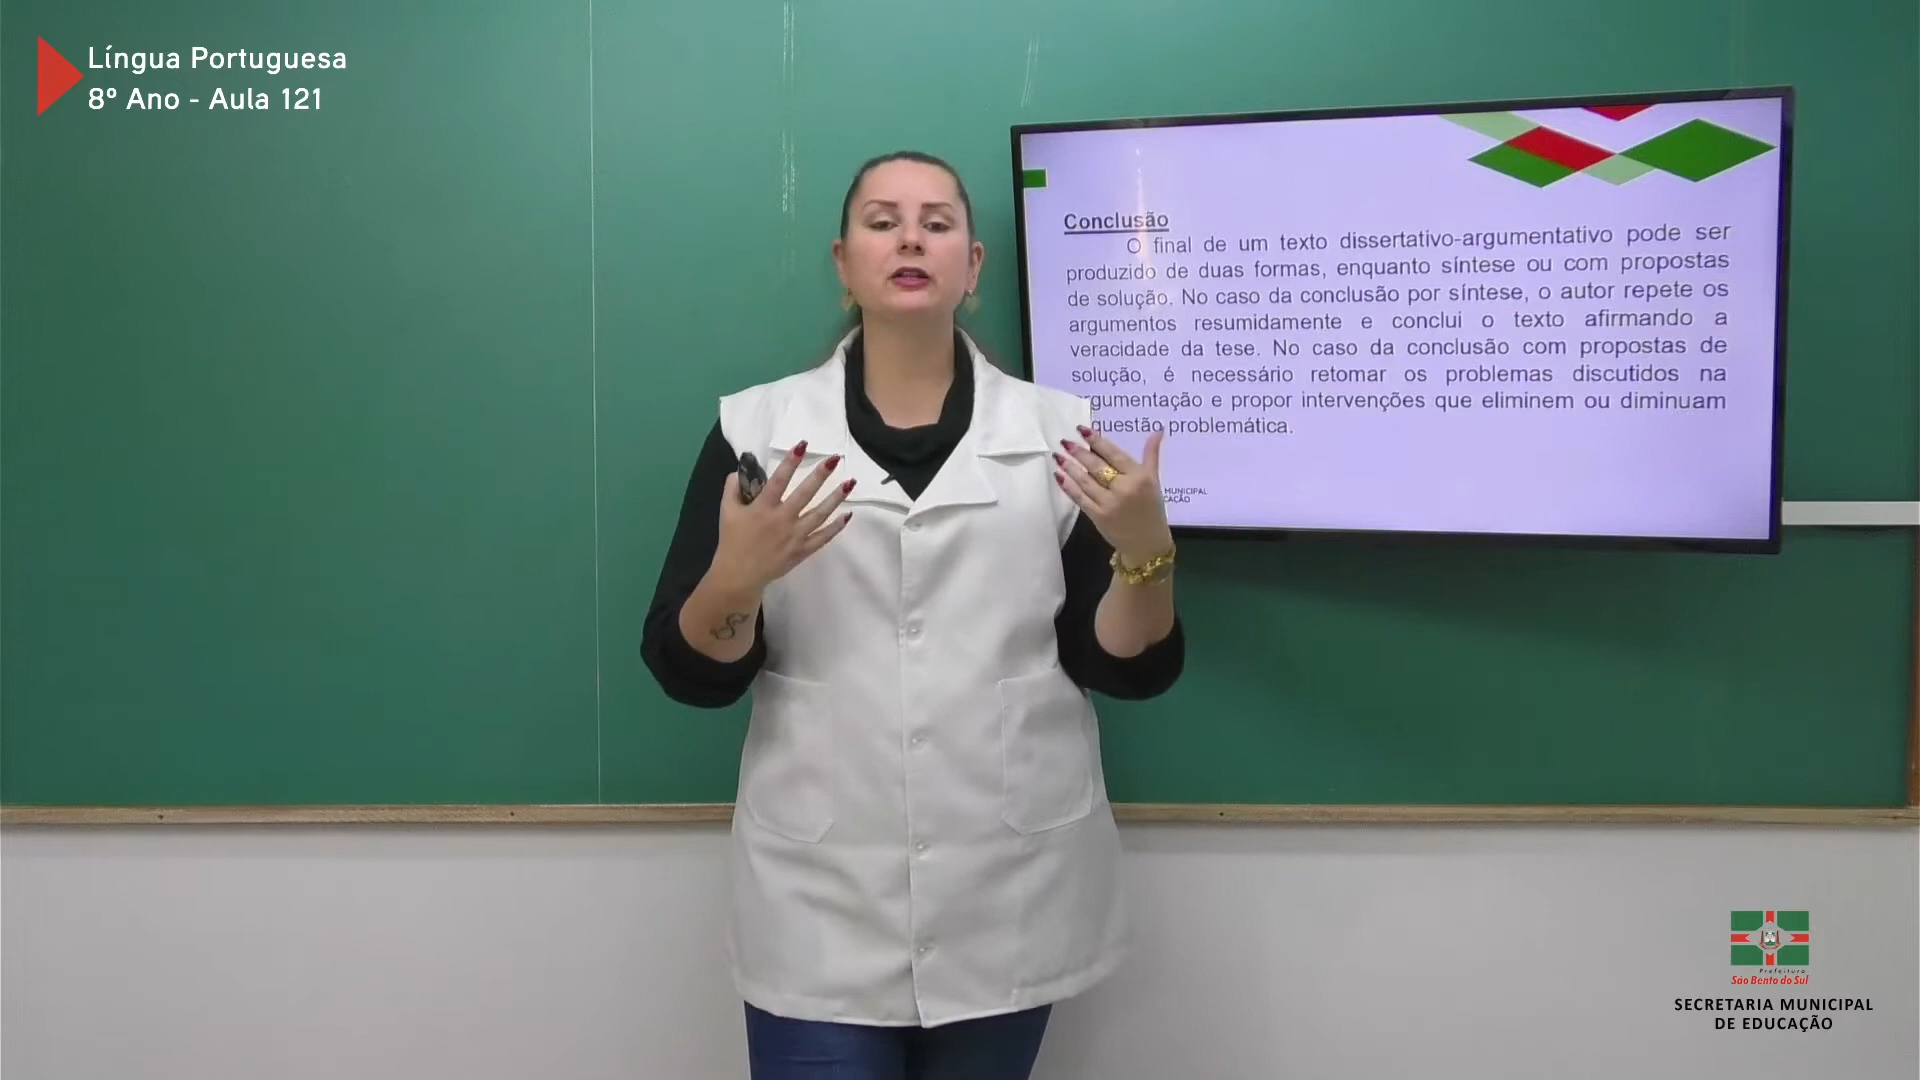 Língua Portuguesa
8º Ano - Aula 121
Conclusão
O final de um texto dissertativo-argumentativo pode ser
produzido de duas formas, enquanto síntese ou com propostas
de solução. No caso da conclusão por síntese, o autor repete os
argumentos resumidamente e conclui o texto afirmando a
veracidade da tese. No caso da conclusão com propostas de
solução, é necessário retomar os problemas discutidos na
rgumentação e propor intervenções que eliminem ou diminuam
questão problemática.
MUNICIPAL
CAÇÃO
Prefeitura
São Bento do Sul
SECRETARIA MUNICIPAL
DE EDUCAÇÃO